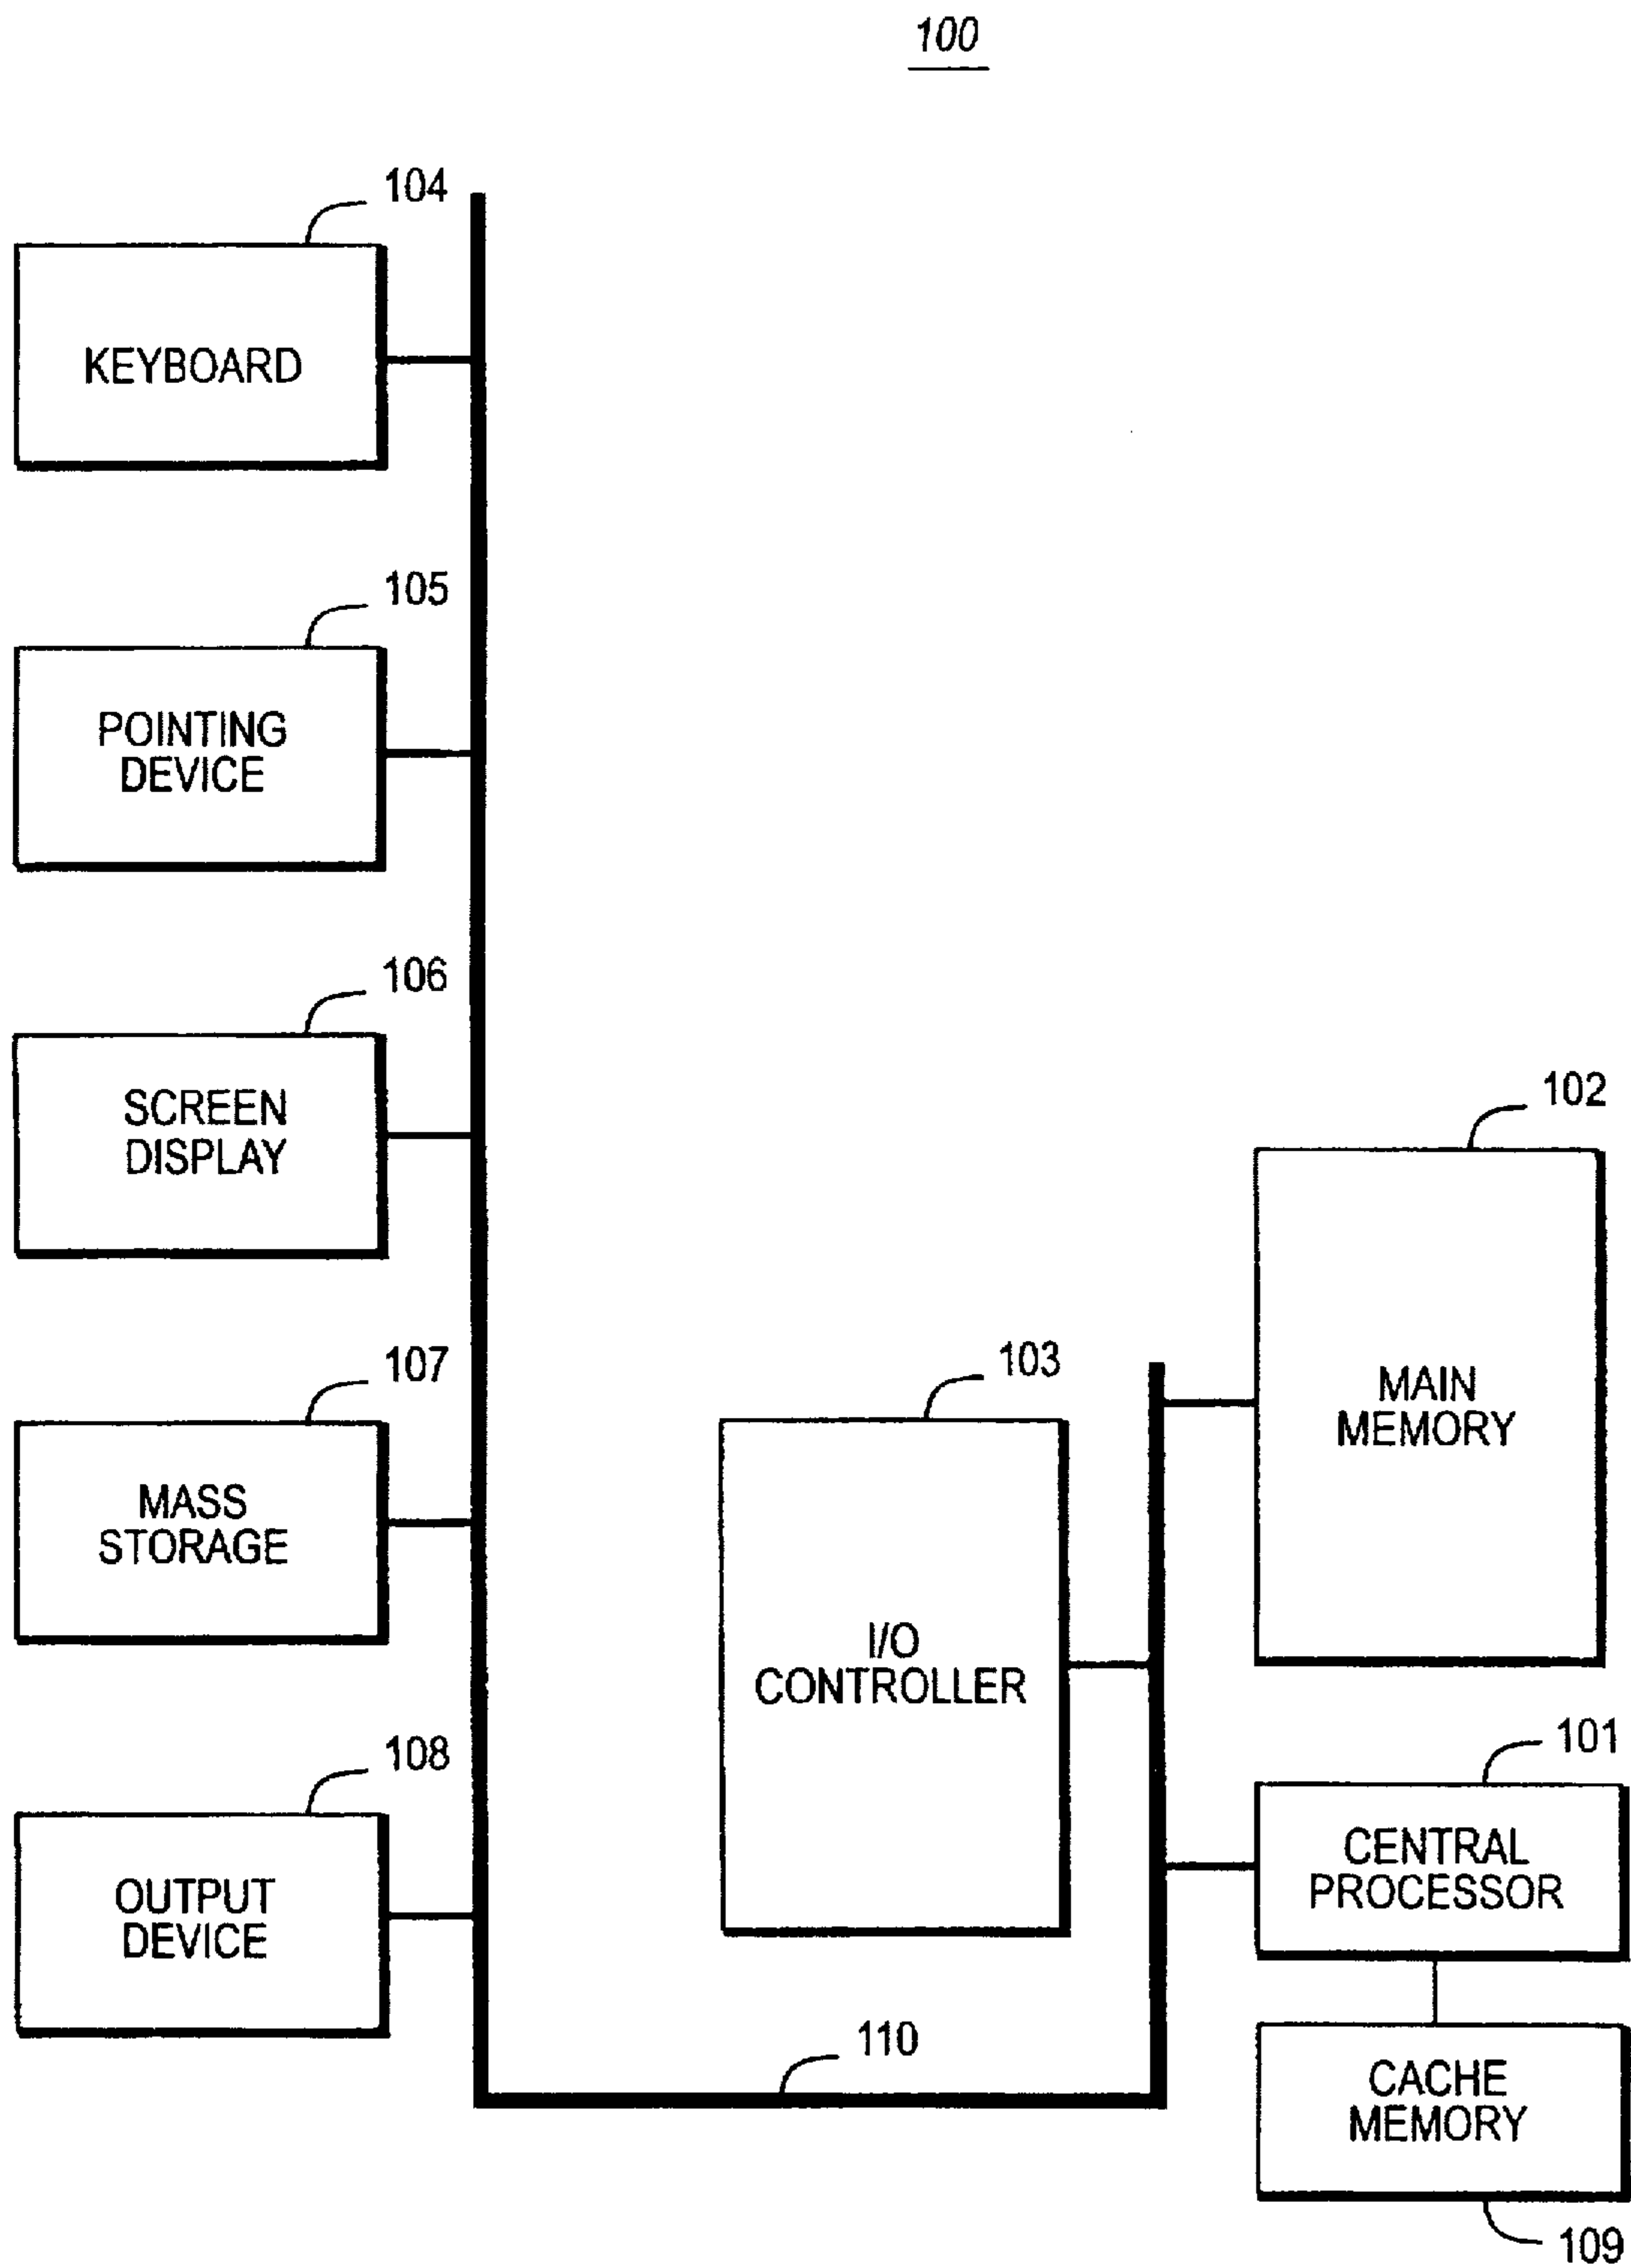 100
104
KEYBOARD
105
POINTING
DEVICE
106
SCREEN
DISPLAY
107
MASS
STORAGE
108
OUTPUT
DEVICE
103
I/O
CONTROLLER
102
MAIN
MEMORY
101
CENTRAL
PROCESSOR
110
CACHE
MEMORY
109